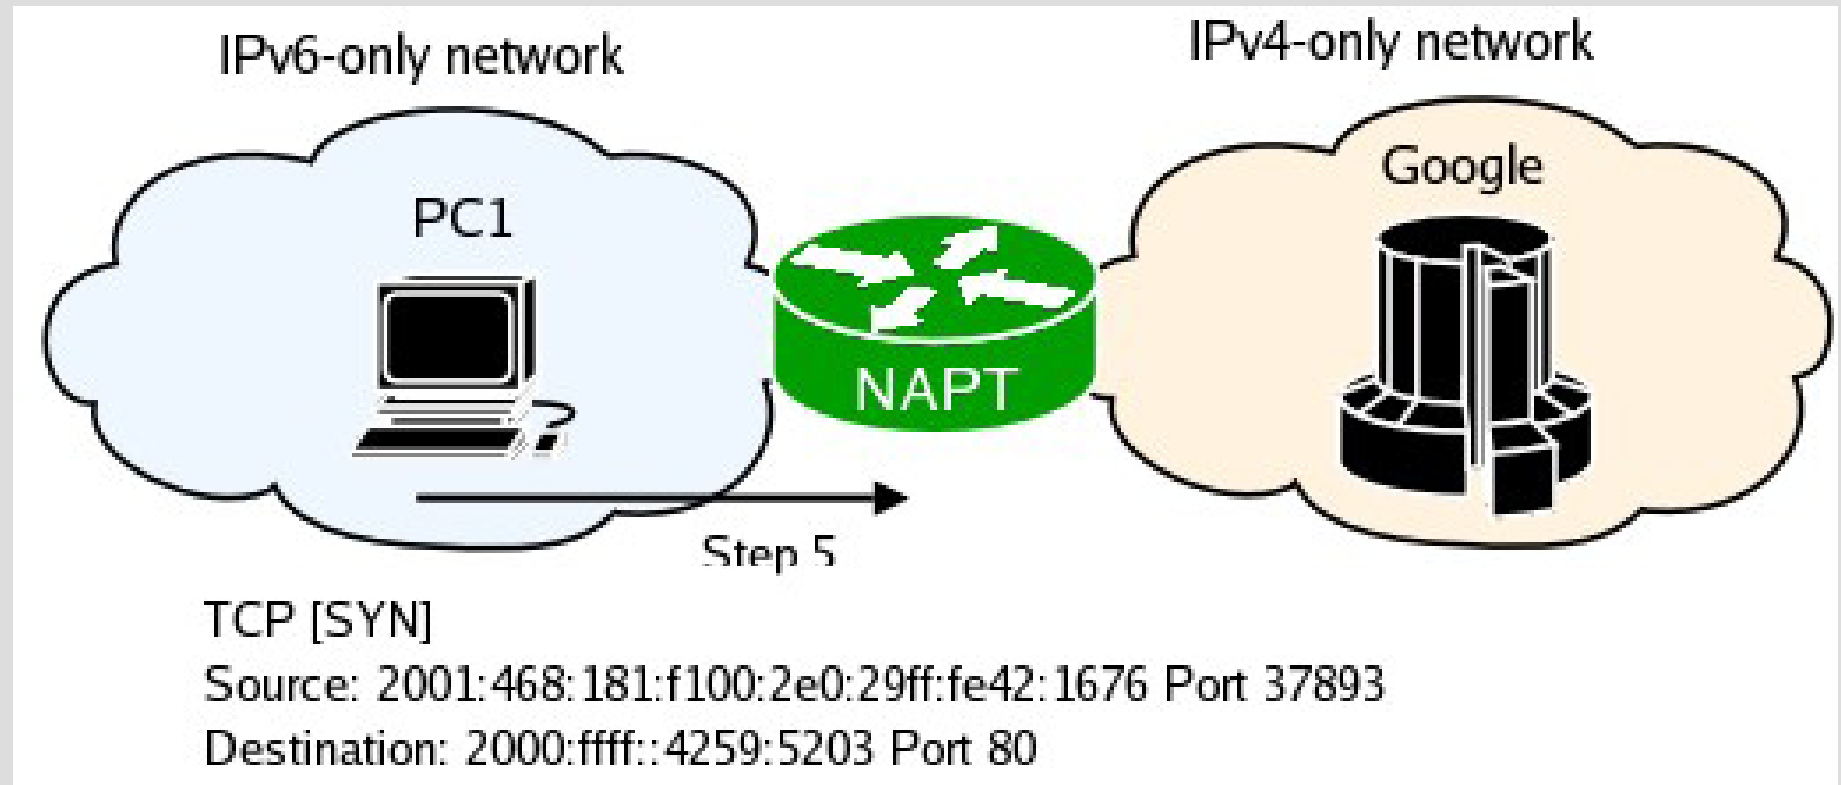 IPv6-only network
IPv4-only network
Google
PC1
NAPT
Step 5
TCP [SYN]
Source: 2001:468:181:f100:2e0:29ff:fe42:1676 Port 37893
Destination: 2000:ffff::4259:5203 Port 80